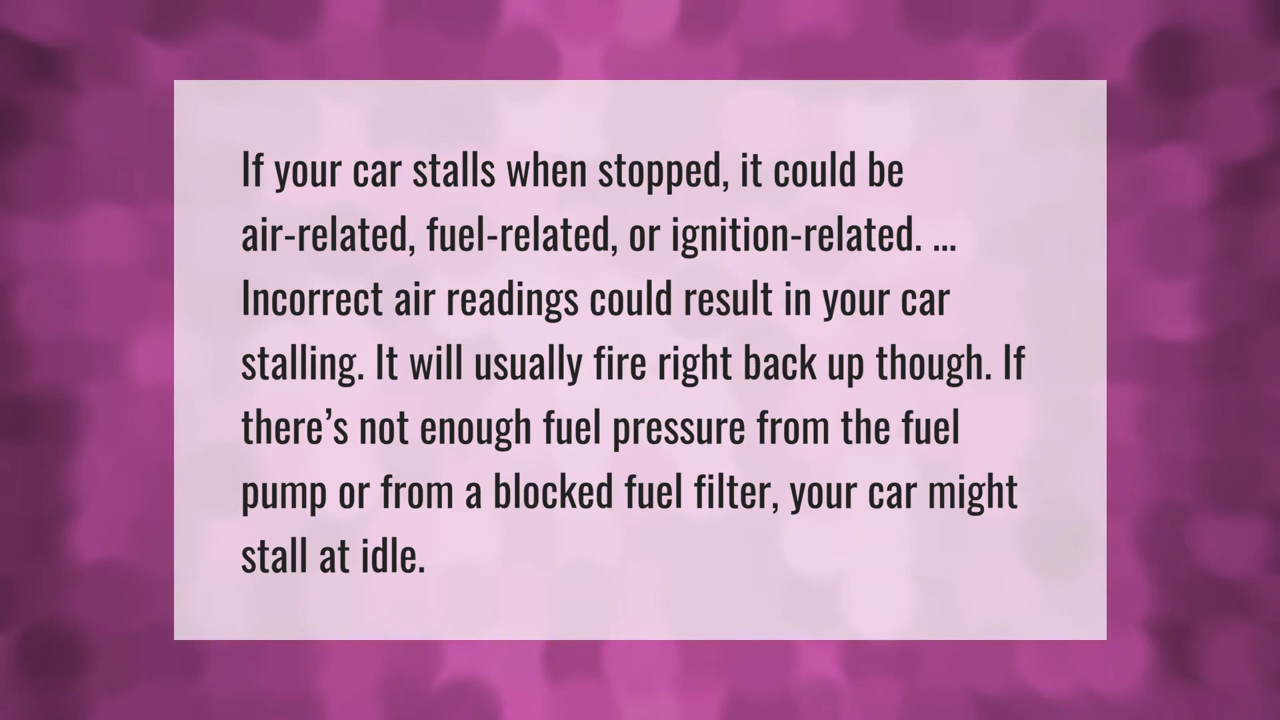 If your car stalls when stopped, it could be
air-related, fuel-related, or ignition-related. ...
Incorrect air readings could result in your car
stalling. It will usually fire right back up though. If
there’s not enough fuel pressure from the fuel
pump or from a blocked fuel filter, your car might
stall at idle.